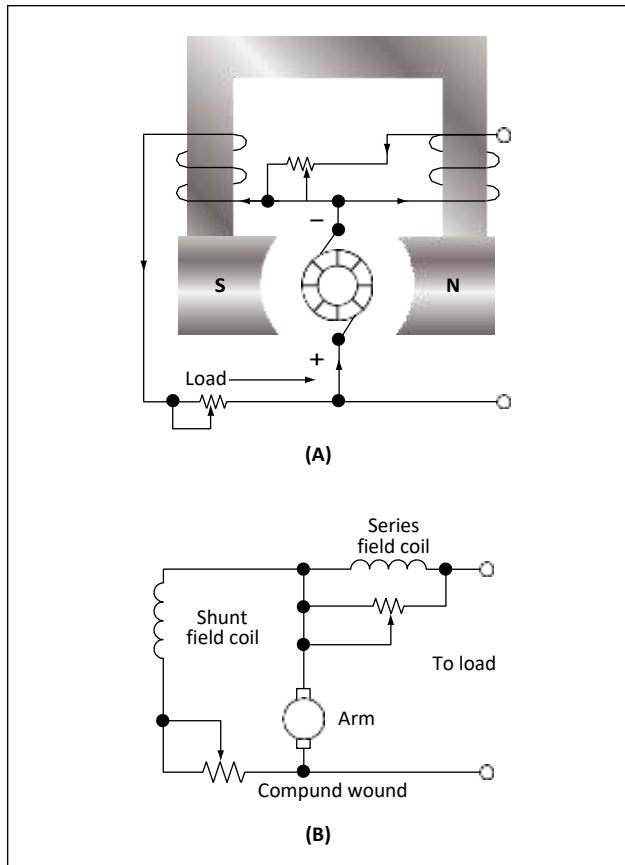 −
S
N
+
Load
(A)
Series
field coil
Shunt
field coil
To load
Arm
Compund wound
(B)